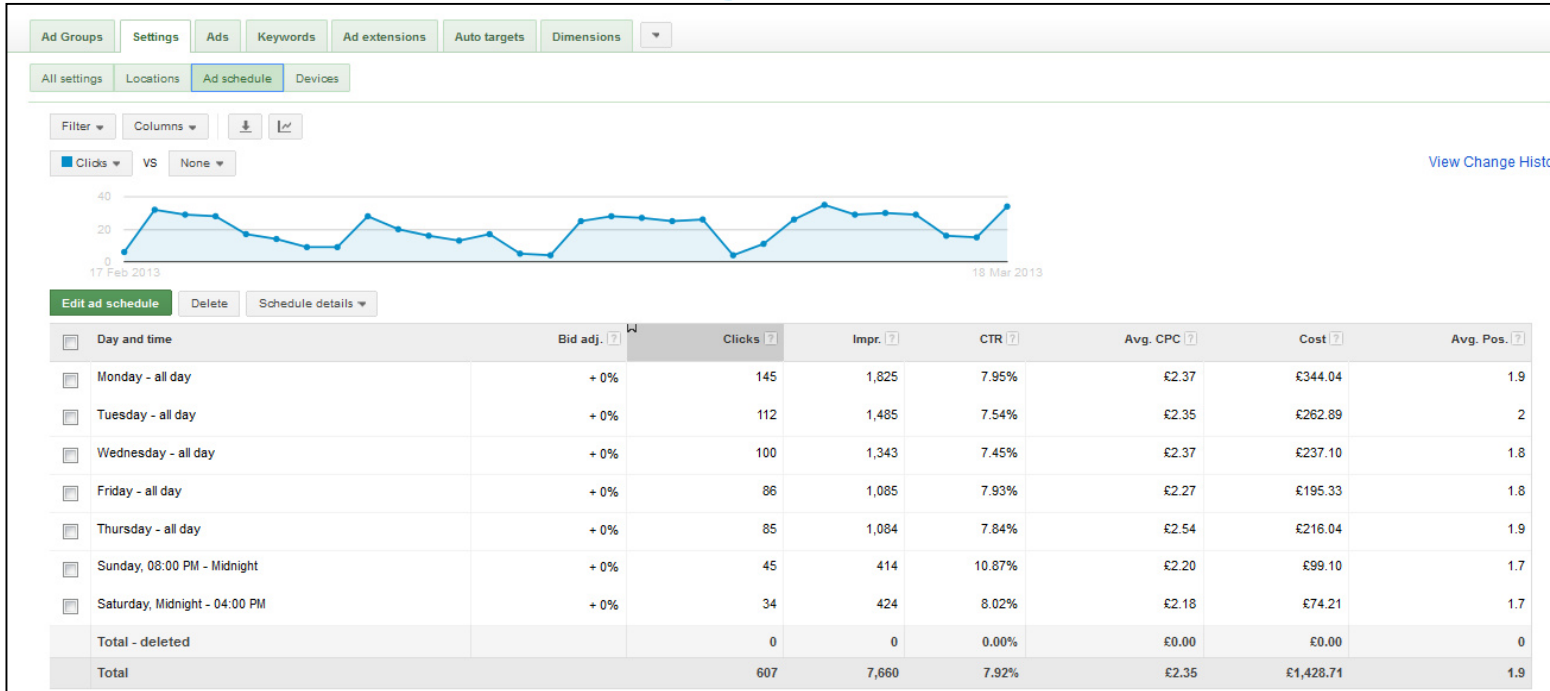 Ad Groups Settings Ads Keywords Ad extensions Auto targets Dimensions
All settings Locations Ad schedule Devices
Filter Columns
Clicks VS None View Change Histo
40
20
0
17 Feb 2013 18 Mar 2013
Edit ad schedule Delete Schedule details
Day and time Bid adj. ? Clicks ? Impr. ? CTR ? Avg. CPC ? Cost ? Avg. Pos. ?
Monday - all day + 0% 145 1,825 7.95% £2.37 £344.04 1.9
Tuesday - all day + 0% 112 1,485 7.54% £2.35 £262.89 2
Wednesday - all day + 0% 100 1,343 7.45% £2.37 £237.10 1.8
Friday - all day + 0% 86 1,085 7.93% £2.27 £195.33 1.8
Thursday - all day + 0% 85 1,084 7.84% £2.54 £216.04 1.9
Sunday, 08:00 PM - Midnight + 0% 45 414 10.87% £2.20 £99.10 1.7
Saturday, Midnight - 04:00 PM + 0% 34 424 8.02% £2.18 £74.21 1.7
Total - deleted 0 0 0.00% £0.00 £0.00 0
Total 607 7,660 7.92% £2.35 £1,428.71 1.9